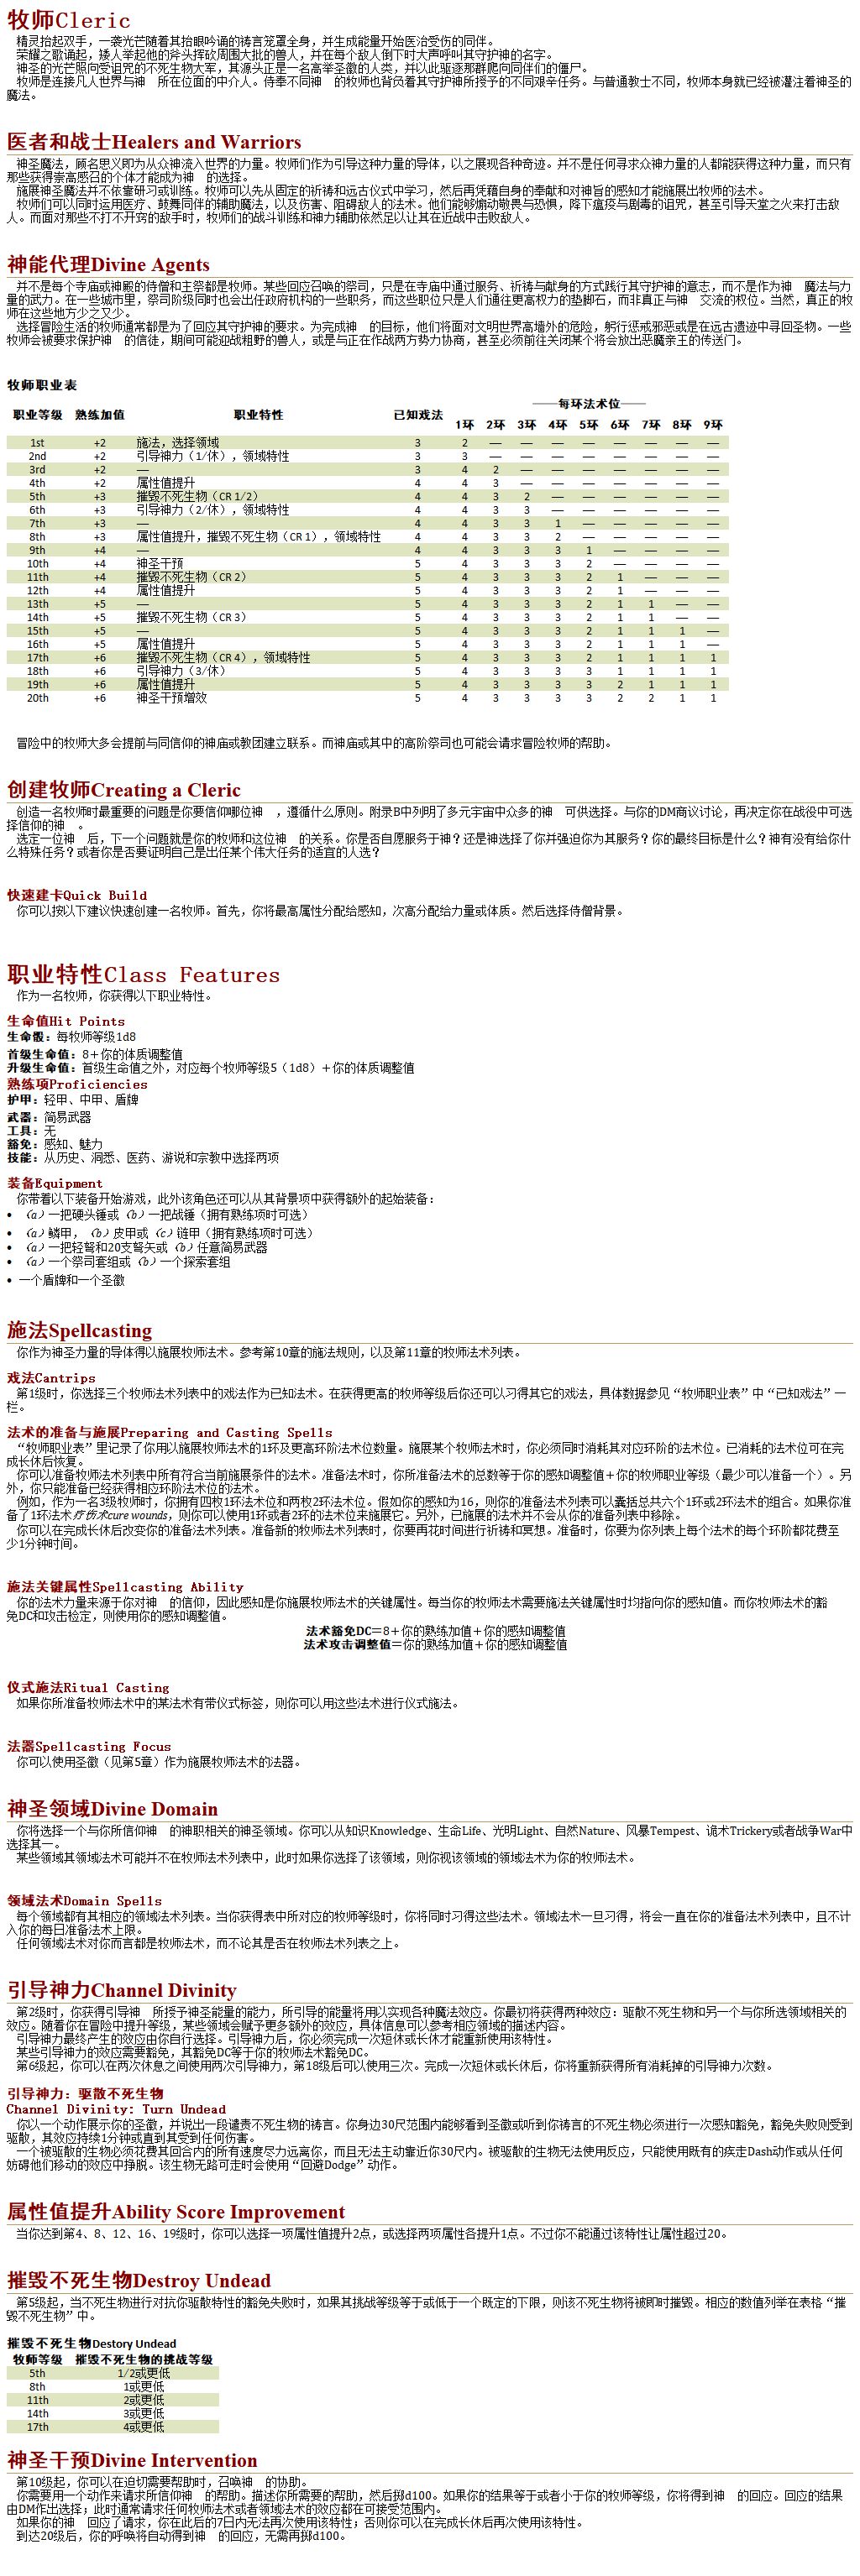 牧师Cleric
精灵抬起双手，一袭光芒随着其抬眼吟诵的祷言笼罩全身，并生成能量开始医治受伤的同伴。
荣耀之歌诵起，矮人举起他的斧头挥砍周围大批的兽人，并在每个敌人倒下时大声呼叫其守护神的名字。
神圣的光芒照向受诅咒的不死生物大军，其源头正是一名高举圣徽的人类，并以此驱逐那群爬向同伴们的僵尸。
牧师是连接凡人世界与神　所在位面的中介人。侍奉不同神　的牧师也背负着其守护神所授予的不同艰辛任务。与普通教士不同，牧师本身就已经被灌注着神圣的
魔法。
医者和战士Healers and Warriors
神圣魔法，顾名思义即为从众神流入世界的力量。牧师们作为引导这种力量的导体，以之展现各种奇迹。并不是任何寻求众神力量的人都能获得这种力量，而只有
那些获得崇高感召的个体才能成为神　的选择。
施展神圣魔法并不依靠研习或训练。牧师可以先从固定的祈祷和远古仪式中学习，然后再凭藉自身的奉献和对神旨的感知才能施展出牧师的法术。
牧师们可以同时运用医疗、鼓舞同伴的辅助魔法，以及伤害、阻碍敌人的法术。他们能够煽动敬畏与恐惧，降下瘟疫与剧毒的诅咒，甚至引导天堂之火来打击敌
人。而面对那些不打不开窍的敌手时，牧师们的战斗训练和神力辅助依然足以让其在近战中击败敌人。
神能代理Divine Agents
并不是每个寺庙或神殿的侍僧和主祭都是牧师。某些回应召唤的祭司，只是在寺庙中通过服务、祈祷与献身的方式践行其守护神的意志，而不是作为神　魔法与力
量的武力。在一些城市里，祭司阶级同时也会出任政府机构的一些职务，而这些职位只是人们通往更高权力的垫脚石，而非真正与神　交流的权位。当然，真正的牧
师在这些地方少之又少。
选择冒险生活的牧师通常都是为了回应其守护神的要求。为完成神　的目标，他们将面对文明世界高墙外的危险，躬行惩戒邪恶或是在远古遗迹中寻回圣物。一些
牧师会被要求保护神　的信徒，期间可能迎战粗野的兽人，或是与正在作战两方势力协商，甚至必须前往关闭某个将会放出恶魔亲王的传送门。
牧师职业表
——每环法术位——
职业等级 熟练加值 职业特性 已知戏法 1环 2环 3环 4环 5环 6环 7环 8环 9环
1st +2 施法，选择领域 3 2 — — — — — — — —
2nd +2 引导神力（1/休），领域特性 3 3 — — — — — — — —
3rd +2 — 3 4 2 — — — — — — —
4th +2 属性值提升 4 4 3 — — — — — — —
5th +3 摧毁不死生物（CR 1/2） 4 4 3 2 — — — — — —
6th +3 引导神力（2/休），领域特性 4 4 3 3 — — — — — —
7th +3 — 4 4 3 3 1 — — — — —
8th +3 属性值提升，摧毁不死生物（CR 1），领域特性 4 4 3 3 2 — — — — —
9th +4 — 4 4 3 3 3 1 — — — —
10th +4 神圣干预 5 4 3 3 3 2 — — — —
11th +4 摧毁不死生物（CR 2） 5 4 3 3 3 2 1 — — —
12th +4 属性值提升 5 4 3 3 3 2 1 — — —
13th +5 — 5 4 3 3 3 2 1 1 — —
14th +5 摧毁不死生物（CR 3） 5 4 3 3 3 2 1 1 — —
15th +5 — 5 4 3 3 3 2 1 1 1 —
16th +5 属性值提升 5 4 3 3 3 2 1 1 1 —
17th +6 摧毁不死生物（CR 4），领域特性 5 4 3 3 3 2 1 1 1 1
18th +6 引导神力（3/休） 5 4 3 3 3 3 1 1 1 1
19th +6 属性值提升 5 4 3 3 3 3 2 1 1 1
20th +6 神圣干预增效 5 4 3 3 3 3 2 2 1 1
冒险中的牧师大多会提前与同信仰的神庙或教团建立联系。而神庙或其中的高阶祭司也可能会请求冒险牧师的帮助。
创建牧师Creating a Cleric
创造一名牧师时最重要的问题是你要信仰哪位神　，遵循什么原则。附录B中列明了多元宇宙中众多的神　可供选择。与你的DM商议讨论，再决定你在战役中可选
择信仰的神　。
选定一位神　后，下一个问题就是你的牧师和这位神　的关系。你是否自愿服务于神？还是神选择了你并强迫你为其服务？你的最终目标是什么？神有没有给你什
么特殊任务？或者你是否要证明自己是出任某个伟大任务的适宜的人选？
快速建卡Quick Build
你可以按以下建议快速创建一名牧师。首先，你将最高属性分配给感知，次高分配给力量或体质。然后选择侍僧背景。
职业特性Class Features
作为一名牧师，你获得以下职业特性。
生命值Hit Points
生命骰：每牧师等级1d8
首级生命值：8＋你的体质调整值
升级生命值：首级生命值之外，对应每个牧师等级5（1d8）＋你的体质调整值
熟练项Proficiencies
护甲：轻甲、中甲、盾牌
武器：简易武器
工具：无
豁免：感知、魅力
技能：从历史、洞悉、医药、游说和宗教中选择两项
装备Equipment
你带着以下装备开始游戏，此外该角色还可以从其背景项中获得额外的起始装备：
• （a）一把硬头锤或（b）一把战锤（拥有熟练项时可选）
• （a）鳞甲，（b）皮甲或（c）链甲（拥有熟练项时可选）
• （a）一把轻弩和20支弩矢或（b）任意简易武器
• （a）一个祭司套组或（b）一个探索套组
• 一个盾牌和一个圣徽
施法Spellcasting
你作为神圣力量的导体得以施展牧师法术。参考第10章的施法规则，以及第11章的牧师法术列表。
戏法Cantrips
第1级时，你选择三个牧师法术列表中的戏法作为已知法术。在获得更高的牧师等级后你还可以习得其它的戏法，具体数据参见“牧师职业表”中“已知戏法”一
栏。
法术的准备与施展Preparing and Casting Spells
“牧师职业表”里记录了你用以施展牧师法术的1环及更高环阶法术位数量。施展某个牧师法术时，你必须同时消耗其对应环阶的法术位。已消耗的法术位可在完
成长休后恢复。
你可以准备牧师法术列表中所有符合当前施展条件的法术。准备法术时，你所准备法术的总数等于你的感知调整值＋你的牧师职业等级（最少可以准备一个）。另
外，你只能准备已经获得相应环阶法术位的法术。
例如，作为一名3级牧师时，你拥有四枚1环法术位和两枚2环法术位。假如你的感知为16，则你的准备法术列表可以囊括总共六个1环或2环法术的组合。如果你准
备了1环法术疗伤术cure wounds，则你可以使用1环或者2环的法术位来施展它。另外，已施展的法术并不会从你的准备列表中移除。
你可以在完成长休后改变你的准备法术列表。准备新的牧师法术列表时，你要再花时间进行祈祷和冥想。准备时，你要为你列表上每个法术的每个环阶都花费至
少1分钟时间。
施法关键属性Spellcasting Ability
你的法术力量来源于你对神　的信仰，因此感知是你施展牧师法术的关键属性。每当你的牧师法术需要施法关键属性时均指向你的感知值。而你牧师法术的豁
免DC和攻击检定，则使用你的感知调整值。
法术豁免DC＝8＋你的熟练加值＋你的感知调整值
法术攻击调整值＝你的熟练加值＋你的感知调整值
仪式施法Ritual Casting
如果你所准备牧师法术中的某法术有带仪式标签，则你可以用这些法术进行仪式施法。
法器Spellcasting Focus
你可以使用圣徽（见第5章）作为施展牧师法术的法器。
神圣领域Divine Domain
你将选择一个与你所信仰神　的神职相关的神圣领域。你可以从知识Knowledge、生命Life、光明Light、自然Nature、风暴Tempest、诡术Trickery或者战争War中
选择其一。
某些领域其领域法术可能并不在牧师法术列表中，此时如果你选择了该领域，则你视该领域的领域法术为你的牧师法术。
领域法术Domain Spells
每个领域都有其相应的领域法术列表。当你获得表中所对应的牧师等级时，你将同时习得这些法术。领域法术一旦习得，将会一直在你的准备法术列表中，且不计
入你的每日准备法术上限。
任何领域法术对你而言都是牧师法术，而不论其是否在牧师法术列表之上。
引导神力Channel Divinity
第2级时，你获得引导神　所授予神圣能量的能力，所引导的能量将用以实现各种魔法效应。你最初将获得两种效应：驱散不死生物和另一个与你所选领域相关的
效应。随着你在冒险中提升等级，某些领域会赋予更多额外的效应，具体信息可以参考相应领域的描述内容。
引导神力最终产生的效应由你自行选择。引导神力后，你必须完成一次短休或长休才能重新使用该特性。
某些引导神力的效应需要豁免，其豁免DC等于你的牧师法术豁免DC。
第6级起，你可以在两次休息之间使用两次引导神力，第18级后可以使用三次。完成一次短休或长休后，你将重新获得所有消耗掉的引导神力次数。
引导神力：驱散不死生物
Channel Divinity: Turn Undead
你以一个动作展示你的圣徽，并说出一段谴责不死生物的祷言。你身边30尺范围内能够看到圣徽或听到你祷言的不死生物必须进行一次感知豁免，豁免失败则受到
驱散，其效应持续1分钟或直到其受到任何伤害。
一个被驱散的生物必须花费其回合内的所有速度尽力远离你，而且无法主动靠近你30尺内。被驱散的生物无法使用反应，只能使用既有的疾走Dash动作或从任何
妨碍他们移动的效应中挣脱。该生物无路可走时会使用“回避Dodge”动作。
属性值提升Ability Score Improvement
当你达到第4、8、12、16、19级时，你可以选择一项属性值提升2点，或选择两项属性各提升1点。不过你不能通过该特性让属性超过20。
摧毁不死生物Destroy Undead
第5级起，当不死生物进行对抗你驱散特性的豁免失败时，如果其挑战等级等于或低于一个既定的下限，则该不死生物将被即时摧毁。相应的数值列举在表格“摧
毁不死生物”中。
摧毁不死生物Destory Undead
牧师等级 摧毁不死生物的挑战等级
5th 1/2或更低
8th 1或更低
11th 2或更低
14th 3或更低
17th 4或更低
神圣干预Divine Intervention
第10级起，你可以在迫切需要帮助时，召唤神　的协助。
你需要用一个动作来请求所信仰神　的帮助。描述你所需要的帮助，然后掷d100。如果你的结果等于或者小于你的牧师等级，你将得到神　的回应。回应的结果
由DM作出选择；此时通常请求任何牧师法术或者领域法术的效应都在可接受范围内。
如果你的神　回应了请求，你在此后的7日内无法再次使用该特性；否则你可以在完成长休后再次使用该特性。
到达20级后，你的呼唤将自动得到神　的回应，无需再掷d100。